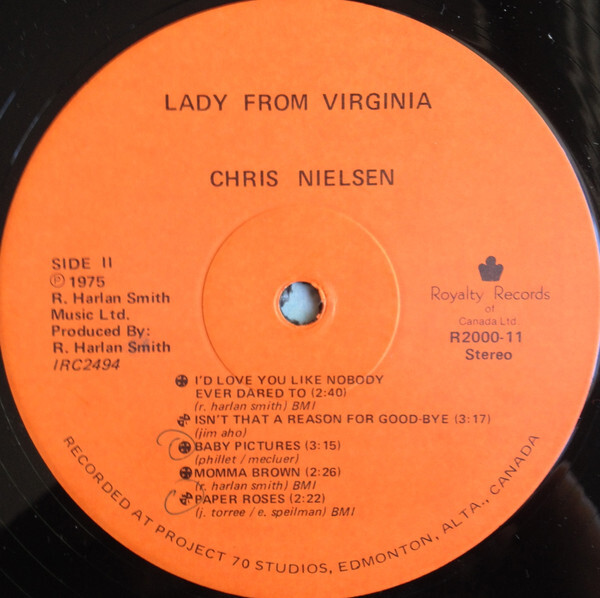 LADY FROM VIRGINIA
CHRIS NIELSEN
SIDE II
℗ 1975
R. Harlan Smith
Music Ltd.
Produced By:
R. Harlan Smith
IRC2494
Royalty Records
of
Canada Ltd.
R2000-11
Stereo
I'D LOVE YOU LIKE NOBODY
EVER DARED TO (2:40)
(r. harlan smith) BMI
ISN'T THAT A REASON FOR GOOD-BYE (3:17)
(jim aho)
BABY PICTURES (3:15)
(phillet / mecluer)
MOMMA BROWN (2:26)
(r. harlan smith) BMI
PAPER ROSES (2:22)
(j. torree / e. speilman) BMI
RECORDED AT PROJECT 70 STUDIOS, EDMONTON, ALTA., CANADA